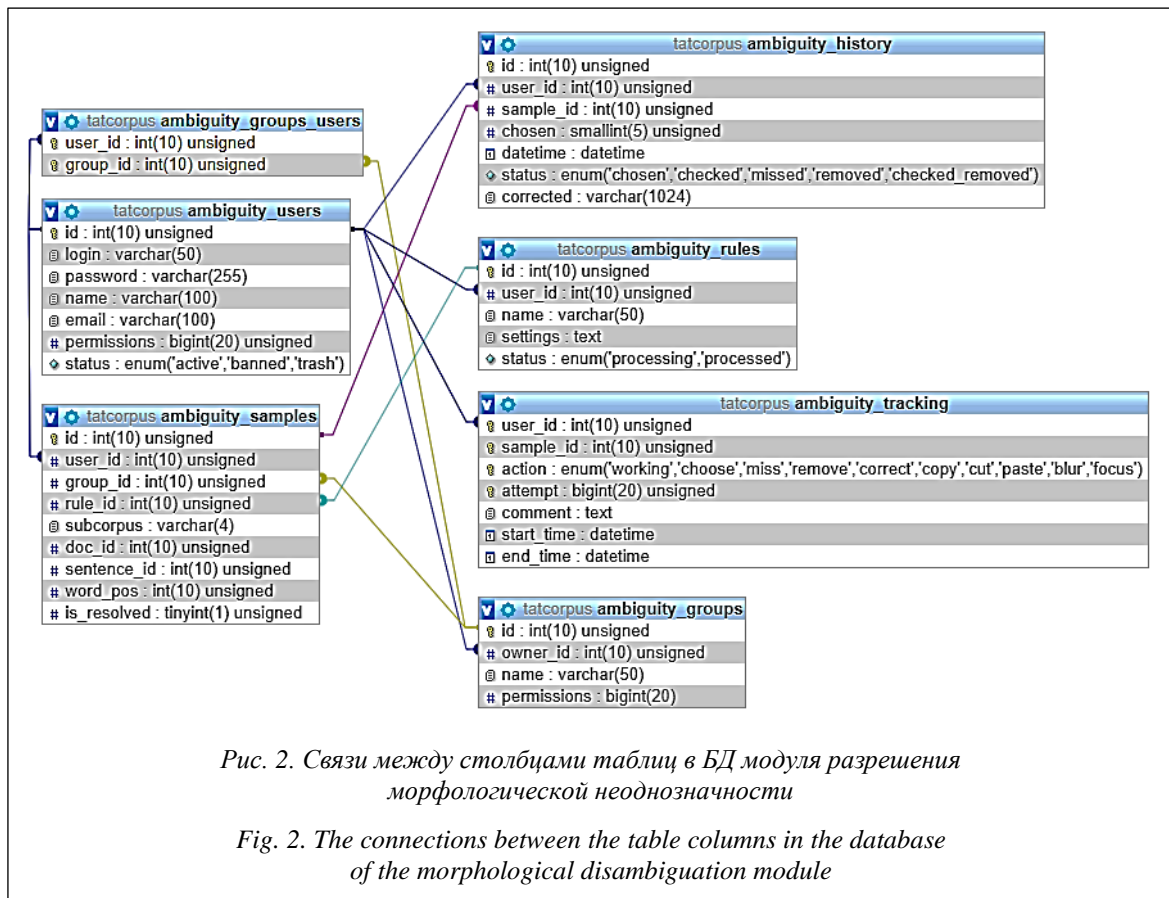 tatcorpus ambiguity_groups_users
user_id : int(10) unsigned
group_id : int(10) unsigned
tatcorpus ambiguity_users
id : int(10) unsigned
login : varchar(50)
password : varchar(255)
name : varchar(100)
email : varchar(100)
# permissions : bigint(20) unsigned
status : enum('active','banned','trash')
tatcorpus ambiguity_samples
id : int(10) unsigned
# user_id : int(10) unsigned
# group_id : int(10) unsigned
# rule_id : int(10) unsigned
subcorpus : varchar(4)
# doc_id : int(10) unsigned
# sentence_id : int(10) unsigned
# word_pos : int(10) unsigned
# is_resolved : tinyint(1) unsigned
tatcorpus ambiguity_history
id : int(10) unsigned
# user_id : int(10) unsigned
# sample_id : int(10) unsigned
# chosen : smallint(5) unsigned
datetime : datetime
status : enum('chosen','checked','missed','removed','checked_removed')
corrected : varchar(1024)
tatcorpus ambiguity_rules
id : int(10) unsigned
# user_id : int(10) unsigned
name : varchar(50)
settings : text
status : enum('processing','processed')
tatcorpus ambiguity_tracking
user_id : int(10) unsigned
sample_id : int(10) unsigned
action : enum('working','choose','miss','remove','correct','copy','cut','paste','blur','focus')
attempt : bigint(20) unsigned
comment : text
start_time : datetime
end_time : datetime
tatcorpus ambiguity_groups
id : int(10) unsigned
# owner_id : int(10) unsigned
name : varchar(50)
# permissions : bigint(20)
Рис. 2. Связи между столбцами таблиц в БД модуля разрешения
морфологической неоднозначности
Fig. 2. The connections between the table columns in the database
of the morphological disambiguation module